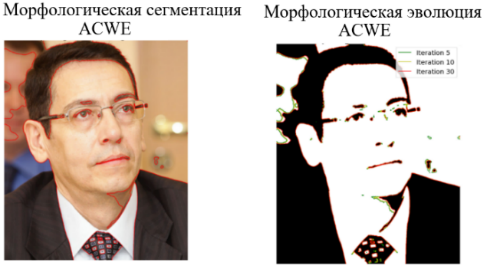 Морфологическая сегментация
ACWE
Морфологическая эволюция
ACWE
Iteration 5
Iteration 10
Iteration 30